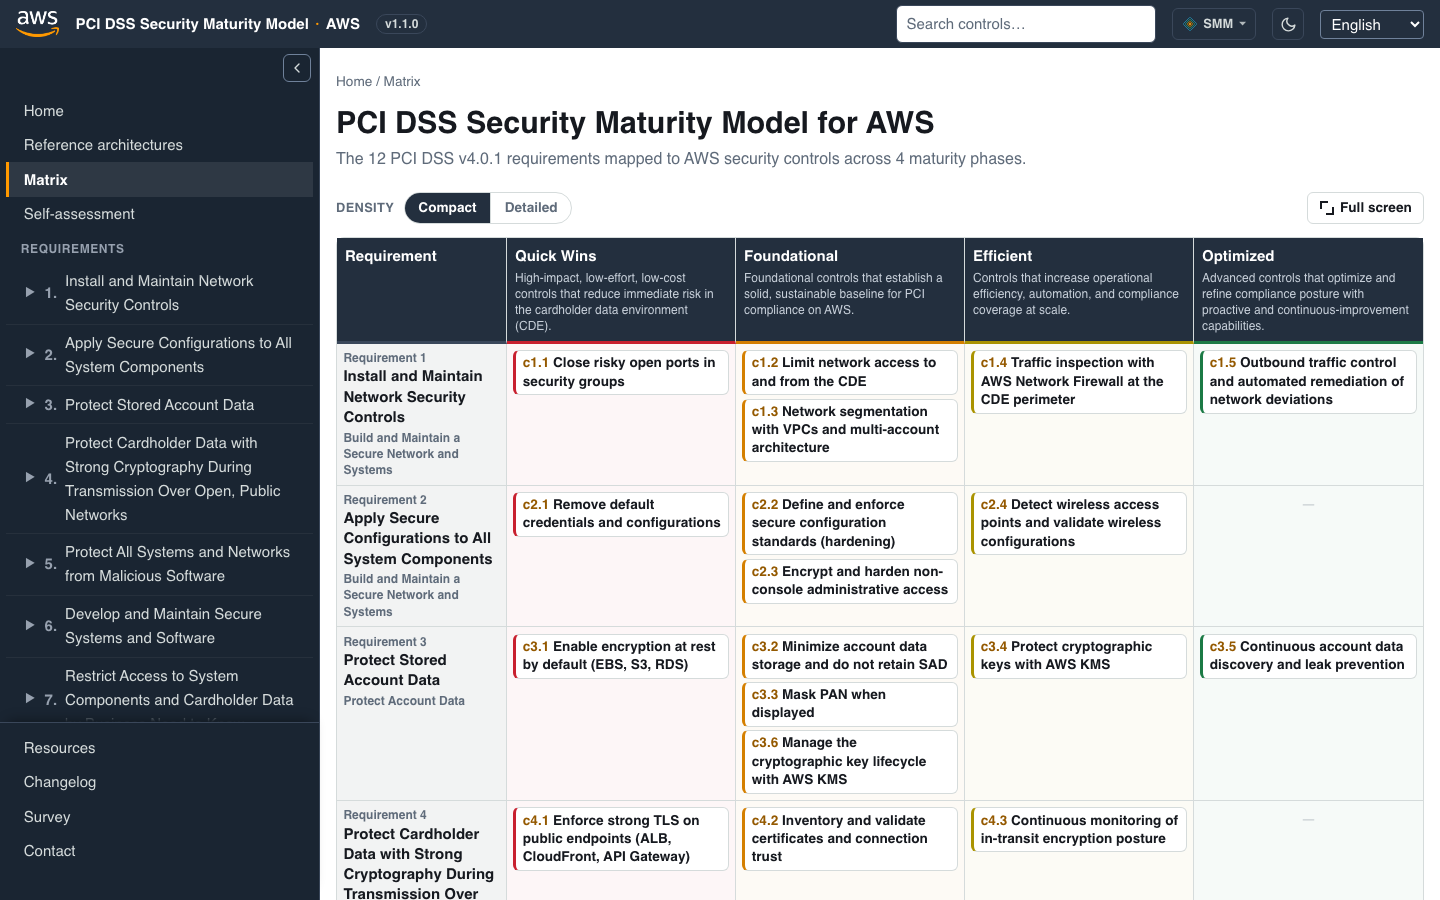 aws PCI DSS Security Maturity Model · AWS v1.1.0
Search controls...
SMM
English
Home
Reference architectures
Matrix
Self-assessment
REQUIREMENTS
1. Install and Maintain Network
Security Controls
2. Apply Secure Configurations to All
System Components
3. Protect Stored Account Data
4. Protect Cardholder Data with
Strong Cryptography During
Transmission Over Open, Public
Networks
5. Protect All Systems and Networks
from Malicious Software
6. Develop and Maintain Secure
Systems and Software
7. Restrict Access to System
Components and Cardholder Data
Resources
Changelog
Survey
Contact
Home / Matrix
PCI DSS Security Maturity Model for AWS
The 12 PCI DSS v4.0.1 requirements mapped to AWS security controls across 4 maturity phases.
DENSITY
Compact
Detailed
Full screen
Requirement
Quick Wins
High-impact, low-effort, low-cost
controls that reduce immediate risk in
the cardholder data environment
(CDE).
Foundational
Foundational controls that establish a
solid, sustainable baseline for PCI
compliance on AWS.
Efficient
Controls that increase operational
efficiency, automation, and compliance
coverage at scale.
Optimized
Advanced controls that optimize and
refine compliance posture with
proactive and continuous-improvement
capabilities.
Requirement 1
Install and Maintain
Network Security
Controls
Build and Maintain a
Secure Network and
Systems
c1.1 Close risky open ports in
security groups
c1.2 Limit network access to
and from the CDE
c1.3 Network segmentation
with VPCs and multi-account
architecture
c1.4 Traffic inspection with
AWS Network Firewall at the
CDE perimeter
c1.5 Outbound traffic control
and automated remediation of
network deviations
Requirement 2
Apply Secure
Configurations to All
System Components
Build and Maintain a
Secure Network and
Systems
c2.1 Remove default
credentials and configurations
c2.2 Define and enforce
secure configuration
standards (hardening)
c2.3 Encrypt and harden non-
console administrative access
c2.4 Detect wireless access
points and validate wireless
configurations
—
Requirement 3
Protect Stored
Account Data
Protect Account Data
c3.1 Enable encryption at rest
by default (EBS, S3, RDS)
c3.2 Minimize account data
storage and do not retain SAD
c3.3 Mask PAN when
displayed
c3.6 Manage the
cryptographic key lifecycle
with AWS KMS
c3.4 Protect cryptographic
keys with AWS KMS
c3.5 Continuous account data
discovery and leak prevention
Requirement 4
Protect Cardholder
Data with Strong
Cryptography During
Transmission Over
c4.1 Enforce strong TLS on
public endpoints (ALB,
CloudFront, API Gateway)
c4.2 Inventory and validate
certificates and connection
trust
c4.3 Continuous monitoring of
in-transit encryption posture
—